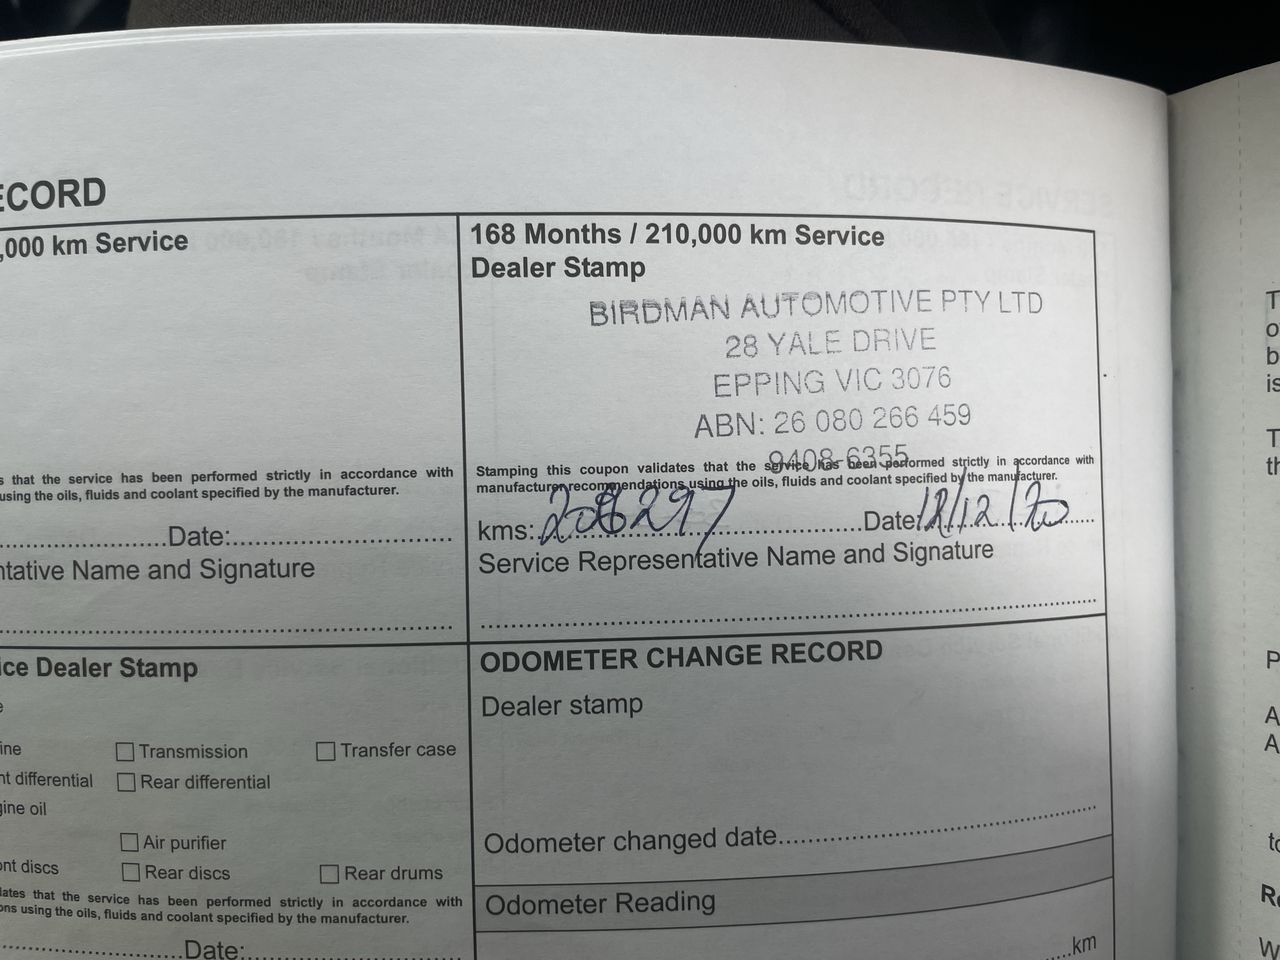 ECORD
,000 km Service
168 Months / 210,000 km Service
Dealer Stamp
BIRDMAN AUTOMOTIVE PTY LTD
28 YALE DRIVE
EPPING VIC 3076
ABN: 26 080 266 459
9408-6355
s that the service has been performed strictly in accordance with
using the oils, fluids and coolant specified by the manufacturer.
Stamping this coupon validates that the service has been performed strictly in accordance with
manufacturer recommendations using the oils, fluids and coolant specified by the manufacturer.
Date:
kms: 208297 Date 18/12/20
ntative Name and Signature
Service Representative Name and Signature
ice Dealer Stamp
e
ine Transmission Transfer case
nt differential Rear differential
gine oil
Air purifier
ont discs Rear discs Rear drums
dates that the service has been performed strictly in accordance with
ons using the oils, fluids and coolant specified by the manufacturer.
Date:
ODOMETER CHANGE RECORD
Dealer stamp
Odometer changed date
Odometer Reading
km
T
o
b
is
T
th
P
A
A
to
Re
W